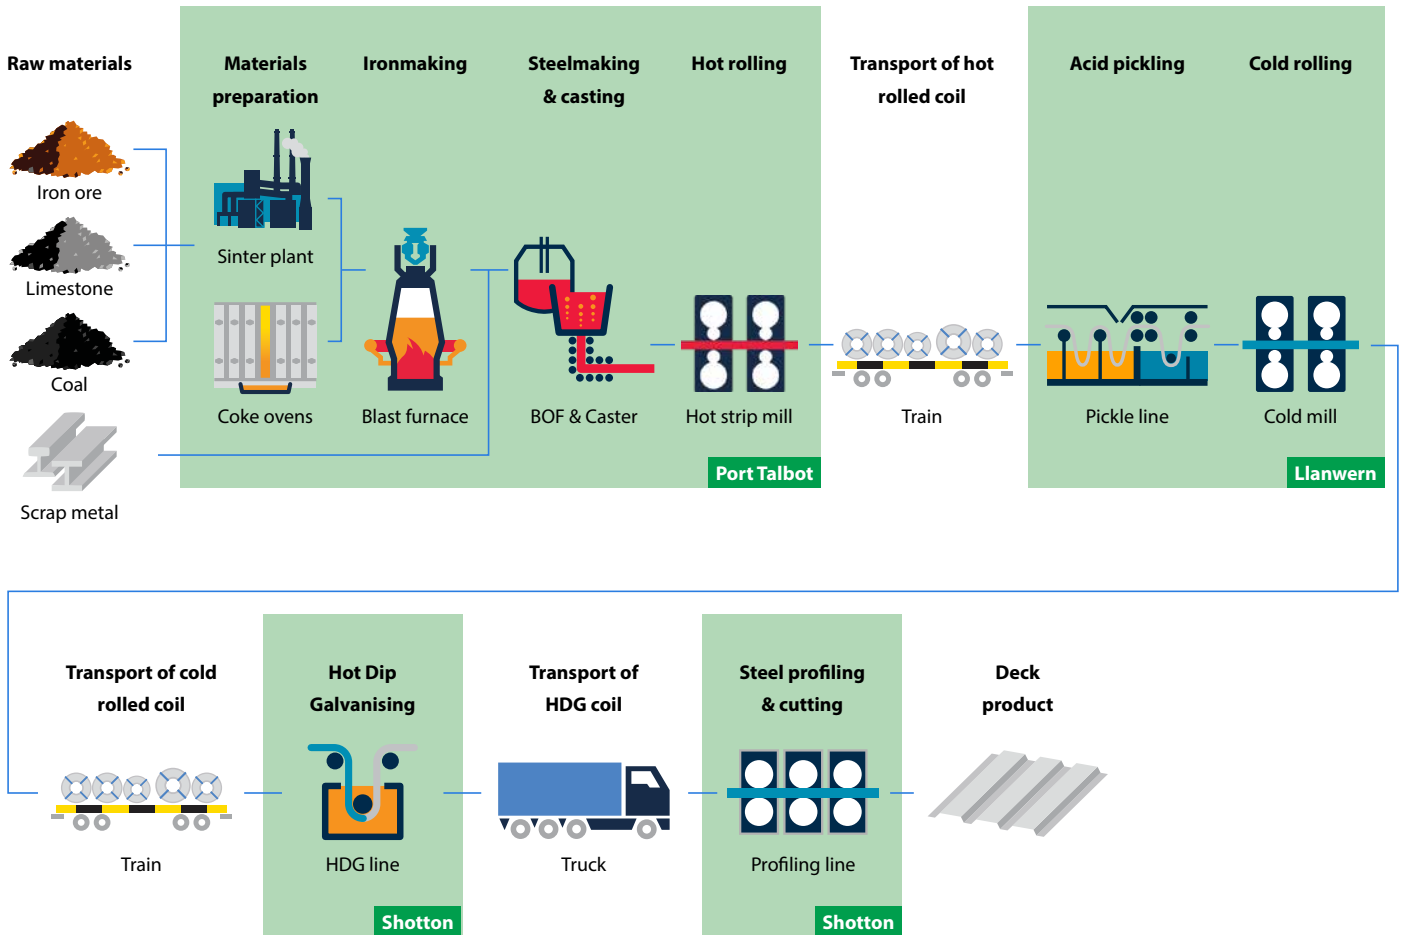 Raw materials
Materials
preparation
Ironmaking
Steelmaking
& casting
Hot rolling
Transport of hot
rolled coil
Acid pickling
Cold rolling
Iron ore
Limestone
Coal
Scrap metal
Sinter plant
Coke ovens
Blast furnace
BOF & Caster
Hot strip mill
Train
Pickle line
Cold mill
Port Talbot
Llanwern
Transport of cold
rolled coil
Hot Dip
Galvanising
Transport of
HDG coil
Steel profiling
& cutting
Deck
product
Train
HDG line
Truck
Profiling line
Shotton
Shotton